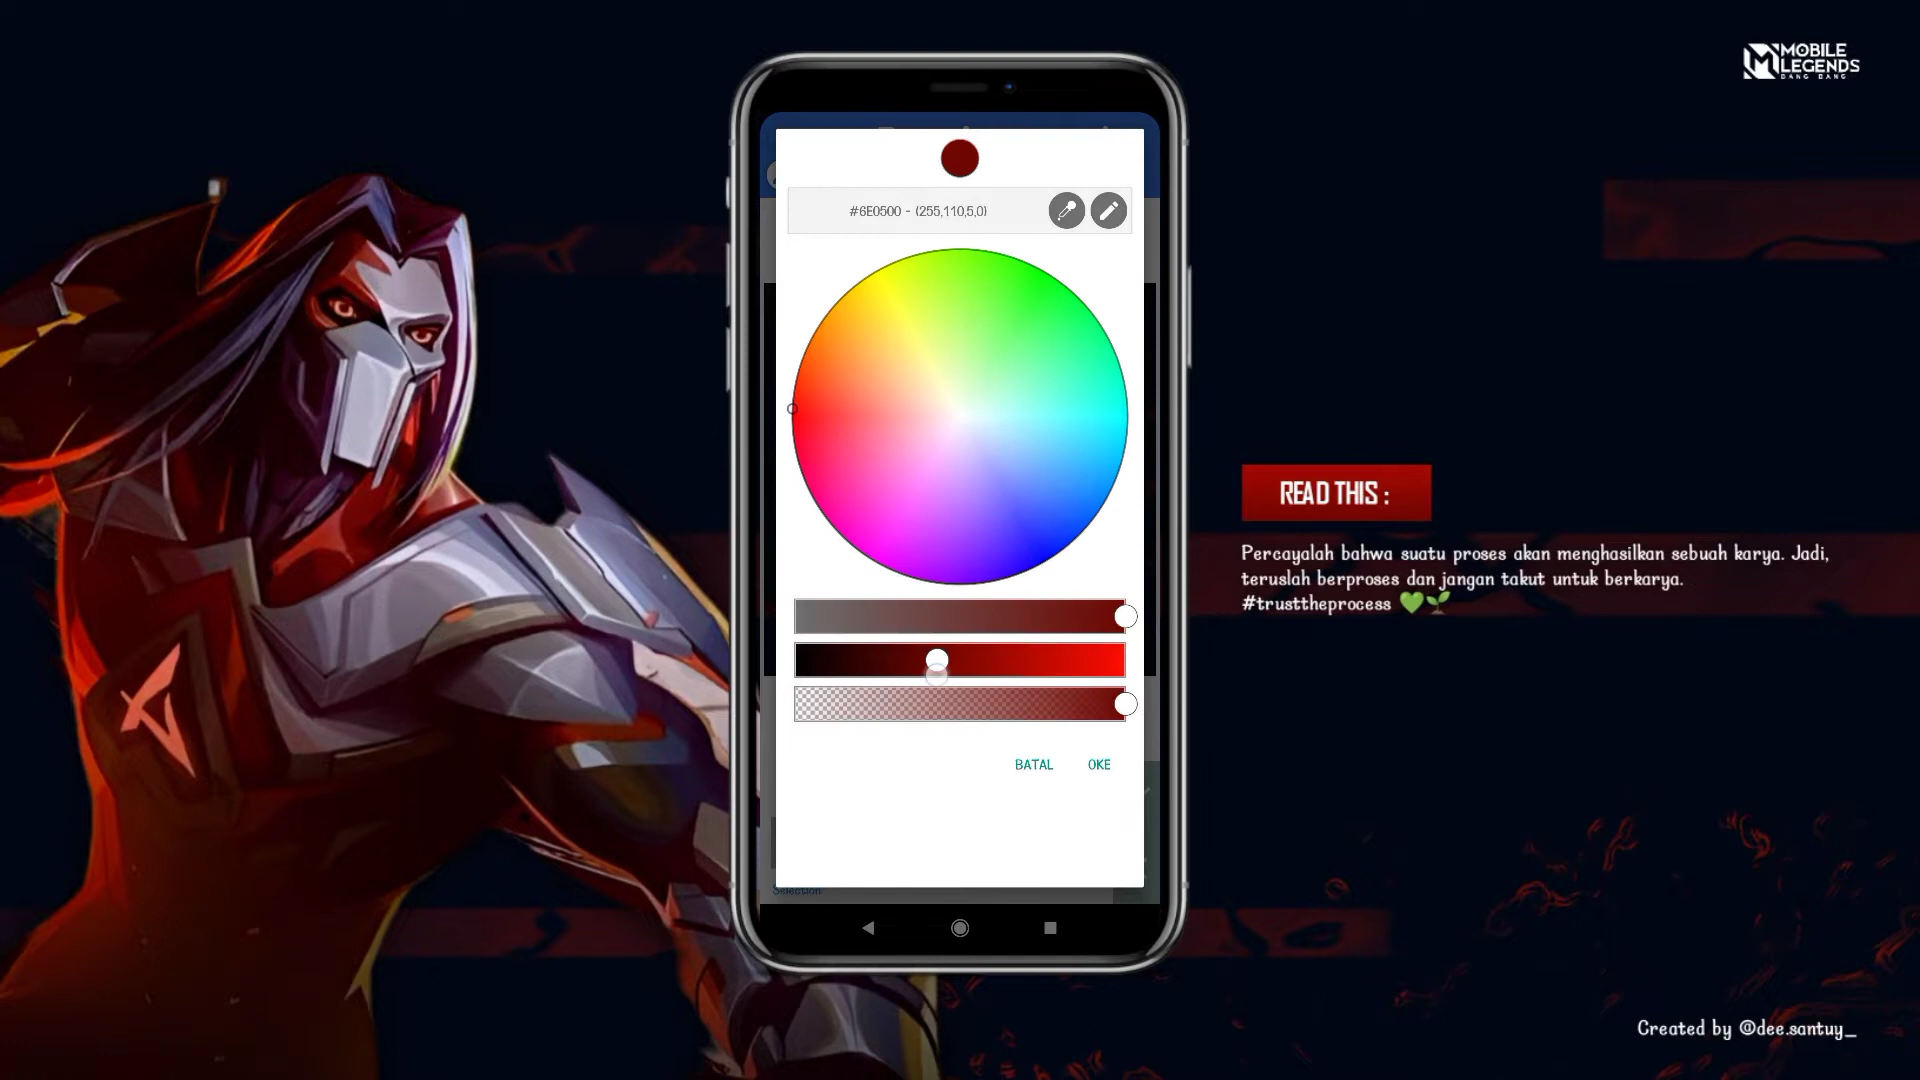 MOBILE
LEGENDS
BANG BANG
#6E0500 - (255,110,5,0)
READ THIS :
Percayalah bahwa suatu proses akan menghasilkan sebuah karya. Jadi,
teruslah berproses dan jangan takut untuk berkarya.
#trusttheprocess 💚🌱
BATAL OKE
Selection
Created by @dee.santuy_